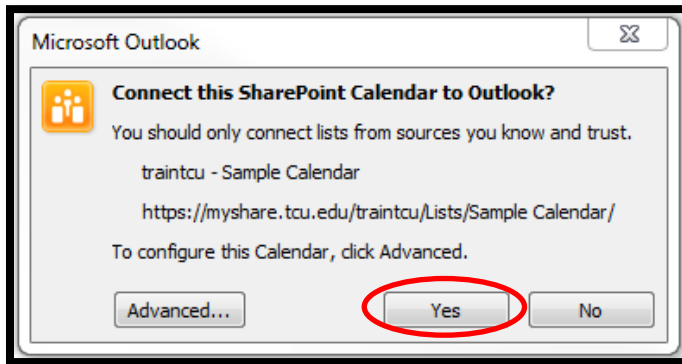 Microsoft Outlook
Connect this SharePoint Calendar to Outlook?
You should only connect lists from sources you know and trust.
traintcu - Sample Calendar
https://myshare.tcu.edu/traintcu/Lists/Sample Calendar/
To configure this Calendar, click Advanced.
Advanced... Yes No